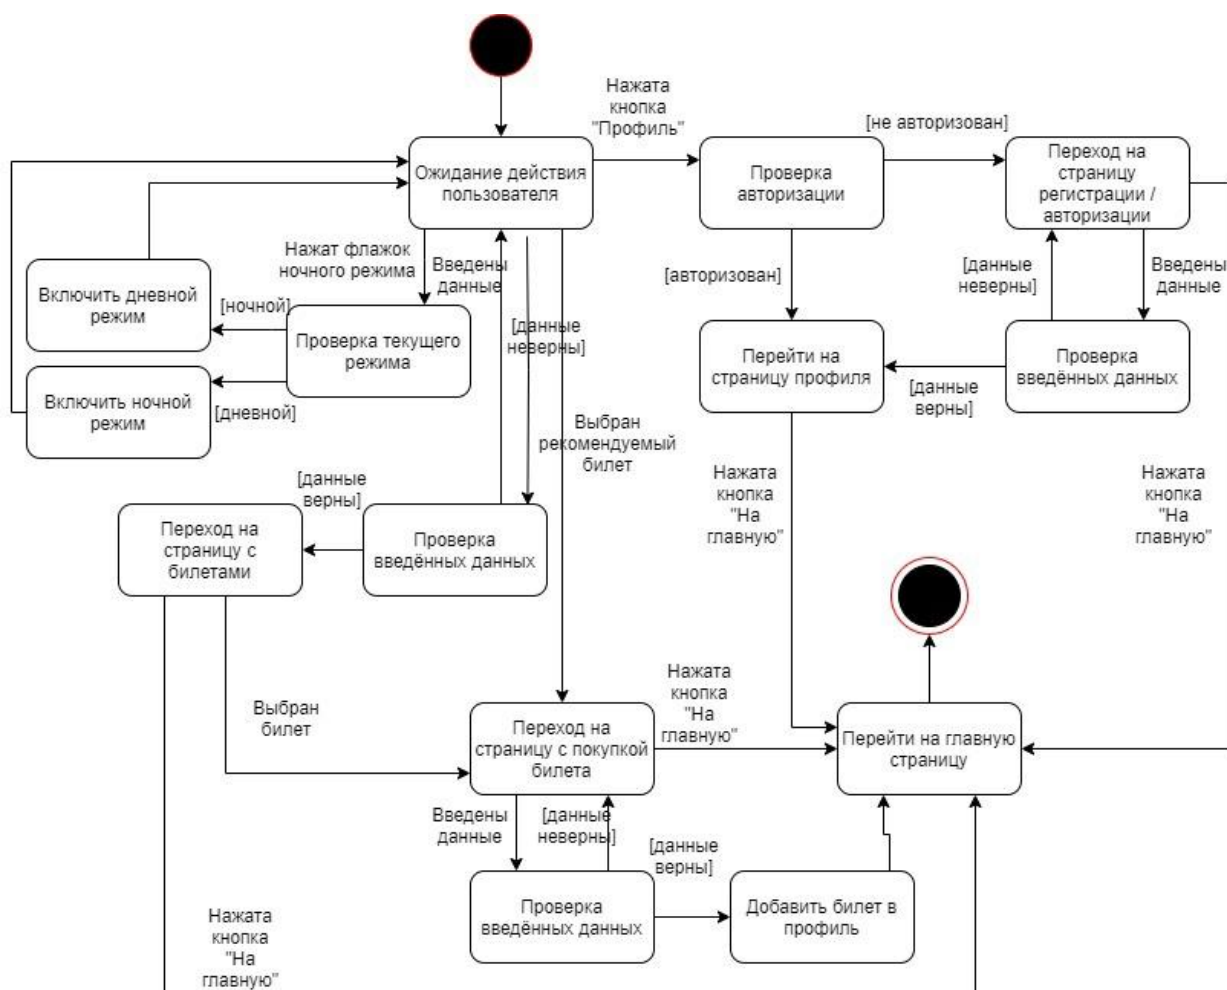 Нажата
кнопка
"Профиль"
[не авторизован]
Ожидание действия
пользователя
Проверка
авторизации
Переход на
страницу
регистрации /
авторизации
Нажат флажок
ночного режима
Введены
данные
[авторизован]
[данные
неверны]
Введены
данные
Включить дневной
режим
[ночной]
Проверка текущего
режима
[данные
неверны]
Перейти на
страницу профиля
Проверка
введённых данных
[данные
верны]
Включить ночной
режим
[дневной]
Выбран
рекомендуемый
билет
[данные
верны]
Нажата
кнопка
"На
главную"
Нажата
кнопка
"На
главную"
Переход на
страницу с
билетами
Проверка
введённых данных
Выбран
билет
Нажата
кнопка
"На
главную"
Переход на
страницу с покупкой
билета
Перейти на главную
страницу
Введены
данные
[данные
неверны]
[данные
верны]
Проверка
введённых данных
Добавить билет в
профиль
Нажата
кнопка
"На
главную"